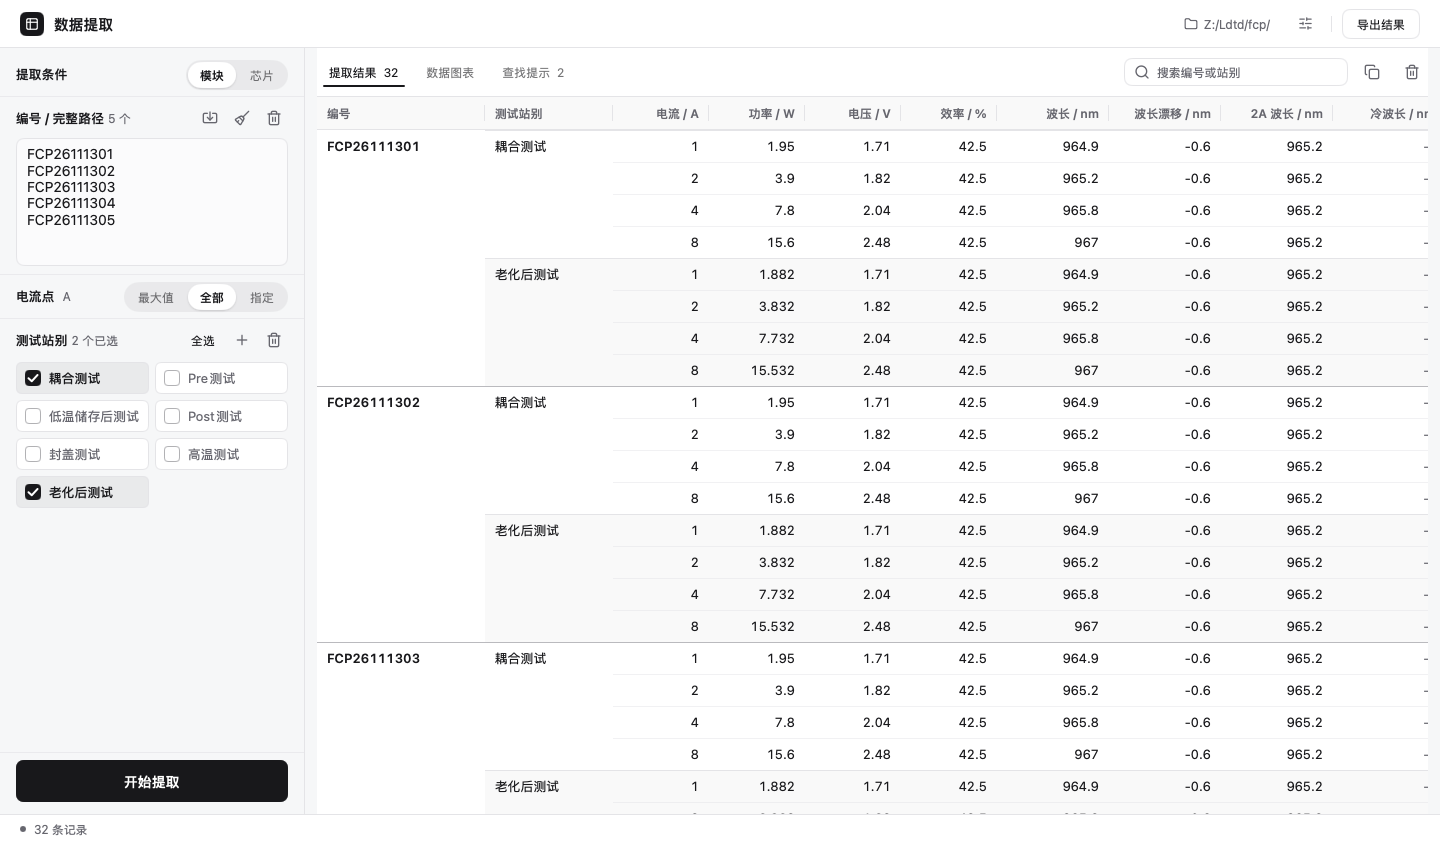 数据提取
Z:/Ldtd/fcp/
导出结果
提取条件
模块 芯片
编号 / 完整路径 5 个
FCP26111301
FCP26111302
FCP26111303
FCP26111304
FCP26111305
电流点 A
最大值 全部 指定
测试站别 2 个已选
全选
耦合测试 Pre测试
低温储存后测试 Post测试
封盖测试 高温测试
老化后测试
开始提取
提取结果 32 数据图表 查找提示 2
搜索编号或站别
编号 测试站别 电流 / A 功率 / W 电压 / V 效率 / % 波长 / nm 波长漂移 / nm 2A 波长 / nm 冷波长 /
FCP26111301 耦合测试 1 1.95 1.71 42.5 964.9 -0.6 965.2 -
2 3.9 1.82 42.5 965.2 -0.6 965.2 -
4 7.8 2.04 42.5 965.8 -0.6 965.2 -
8 15.6 2.48 42.5 967 -0.6 965.2 -
老化后测试 1 1.882 1.71 42.5 964.9 -0.6 965.2 -
2 3.832 1.82 42.5 965.2 -0.6 965.2 -
4 7.732 2.04 42.5 965.8 -0.6 965.2 -
8 15.532 2.48 42.5 967 -0.6 965.2 -
FCP26111302 耦合测试 1 1.95 1.71 42.5 964.9 -0.6 965.2 -
2 3.9 1.82 42.5 965.2 -0.6 965.2 -
4 7.8 2.04 42.5 965.8 -0.6 965.2 -
8 15.6 2.48 42.5 967 -0.6 965.2 -
老化后测试 1 1.882 1.71 42.5 964.9 -0.6 965.2 -
2 3.832 1.82 42.5 965.2 -0.6 965.2 -
4 7.732 2.04 42.5 965.8 -0.6 965.2 -
8 15.532 2.48 42.5 967 -0.6 965.2 -
FCP26111303 耦合测试 1 1.95 1.71 42.5 964.9 -0.6 965.2 -
2 3.9 1.82 42.5 965.2 -0.6 965.2 -
4 7.8 2.04 42.5 965.8 -0.6 965.2 -
8 15.6 2.48 42.5 967 -0.6 965.2 -
老化后测试 1 1.882 1.71 42.5 964.9 -0.6 965.2 -
32 条记录